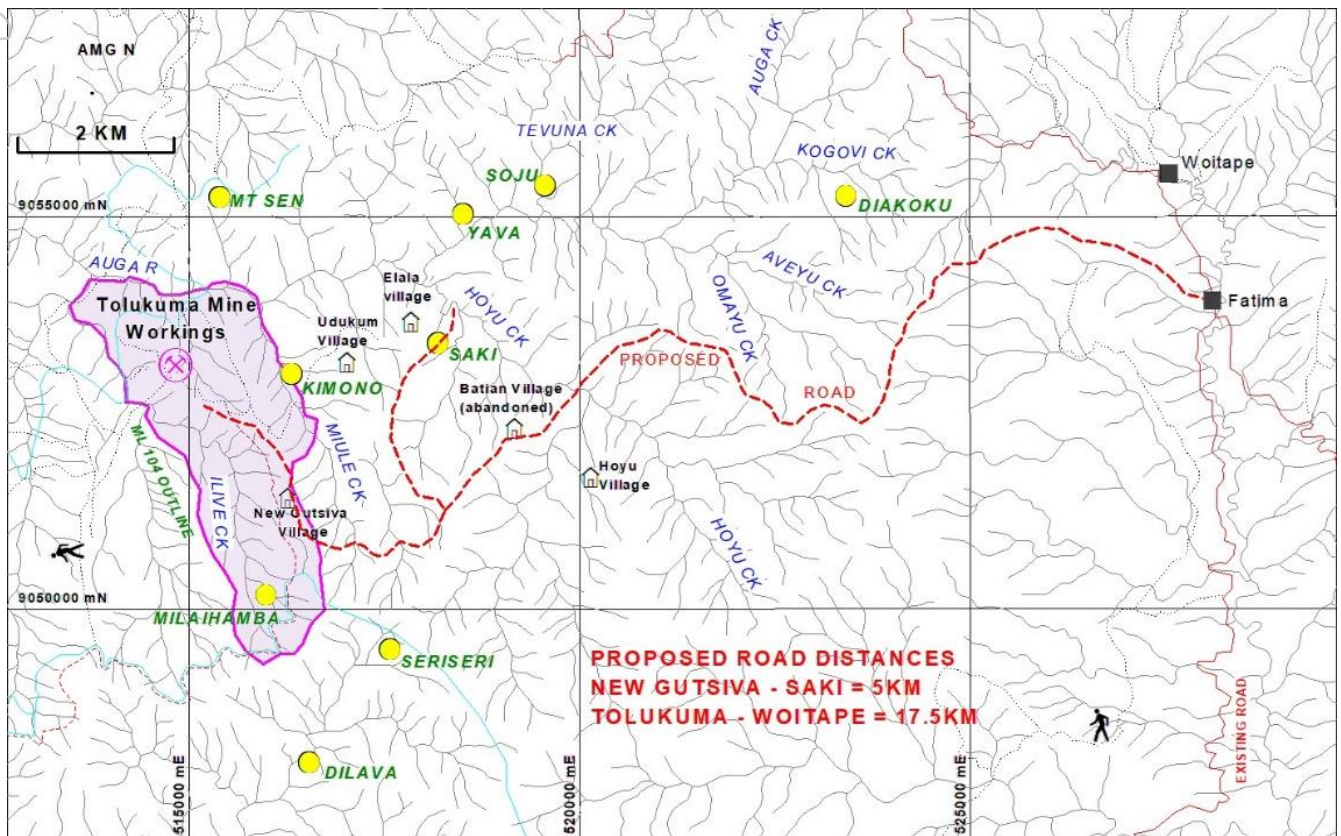 AMG N
2 KM
AUGA CK
TEVUNA CK
KOGOVI CK
Woitape
SOJU
MT SEN
DIAKOKU
9055000 mN
YAVA
AUGA R
AVEYU CK
Elala
village
HOYU CK
OMAYU CK
Tolukuma Mine
Workings
Fatima
Udukum
Village
SAKI
PROPOSED
ROAD
KIMONO
Batian Village
(abandoned)
MIULE CK
ML 104 OUTLINE
ILIVE CK
Hoyu
Village
New Gutsiva
Village
HOYU CK
9050000 mN
MILAIHAMBA
SERISERI
PROPOSED ROAD DISTANCES
NEW GUTSIVA - SAKI = 5KM
TOLUKUMA - WOITAPE = 17.5KM
EXISTING ROAD
DILAVA
515000 mE
520000 mE
525000 mE